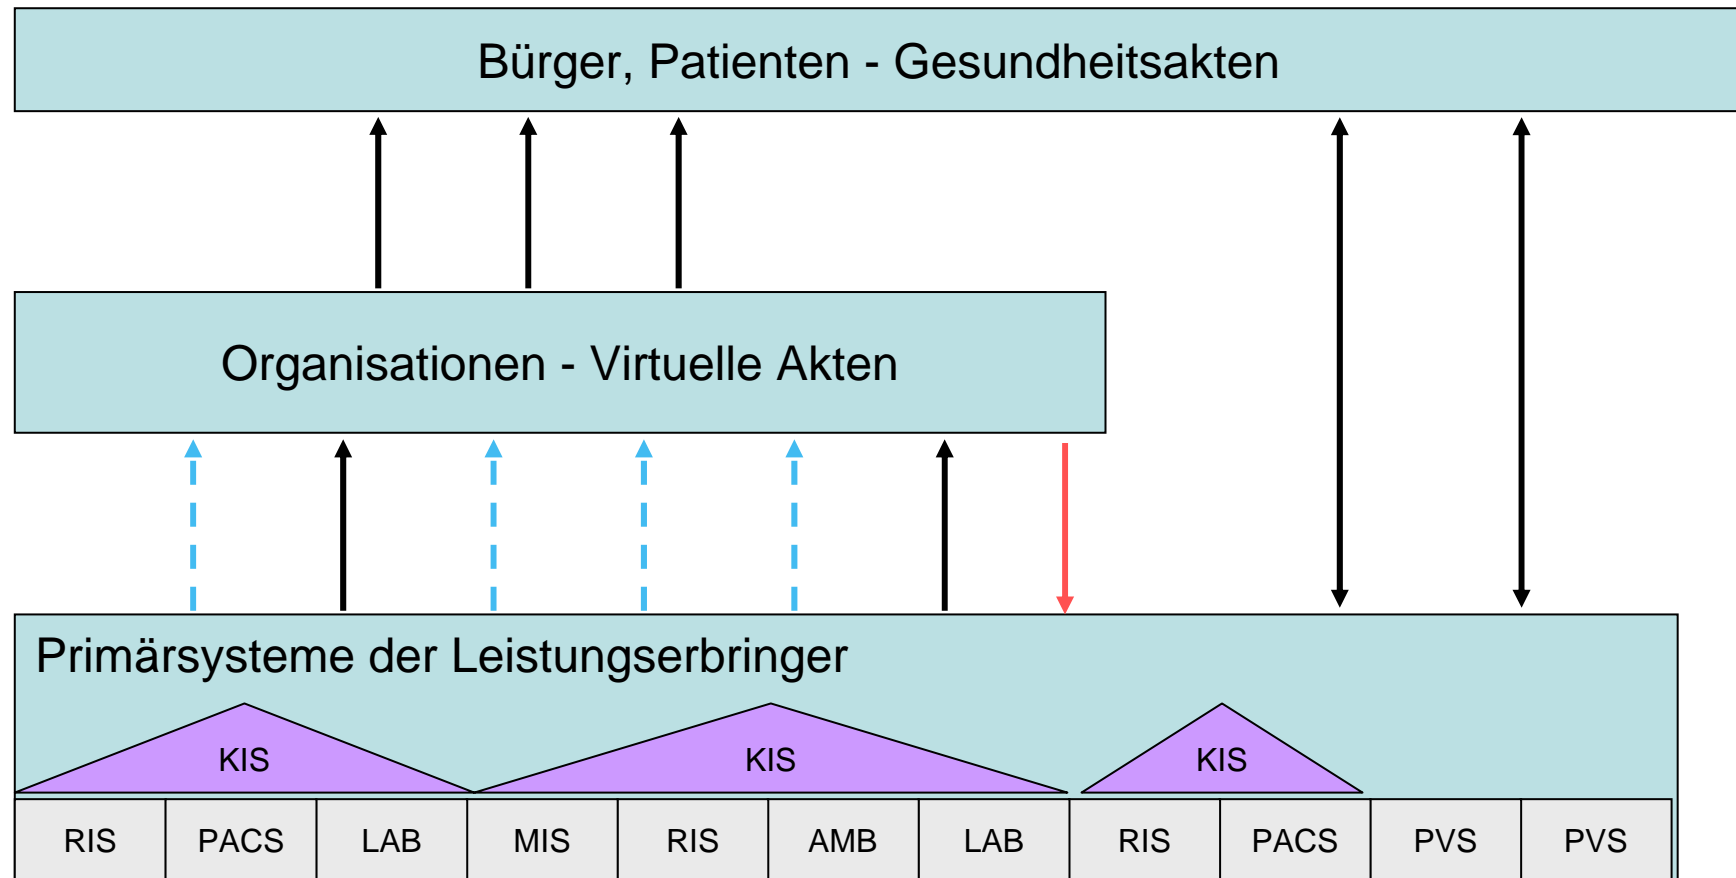 Bürger, Patienten - Gesundheitsakten
Organisationen - Virtuelle Akten
Primärsysteme der Leistungserbringer
KIS KIS KIS
RIS PACS LAB MIS RIS AMB LAB RIS PACS PVS PVS